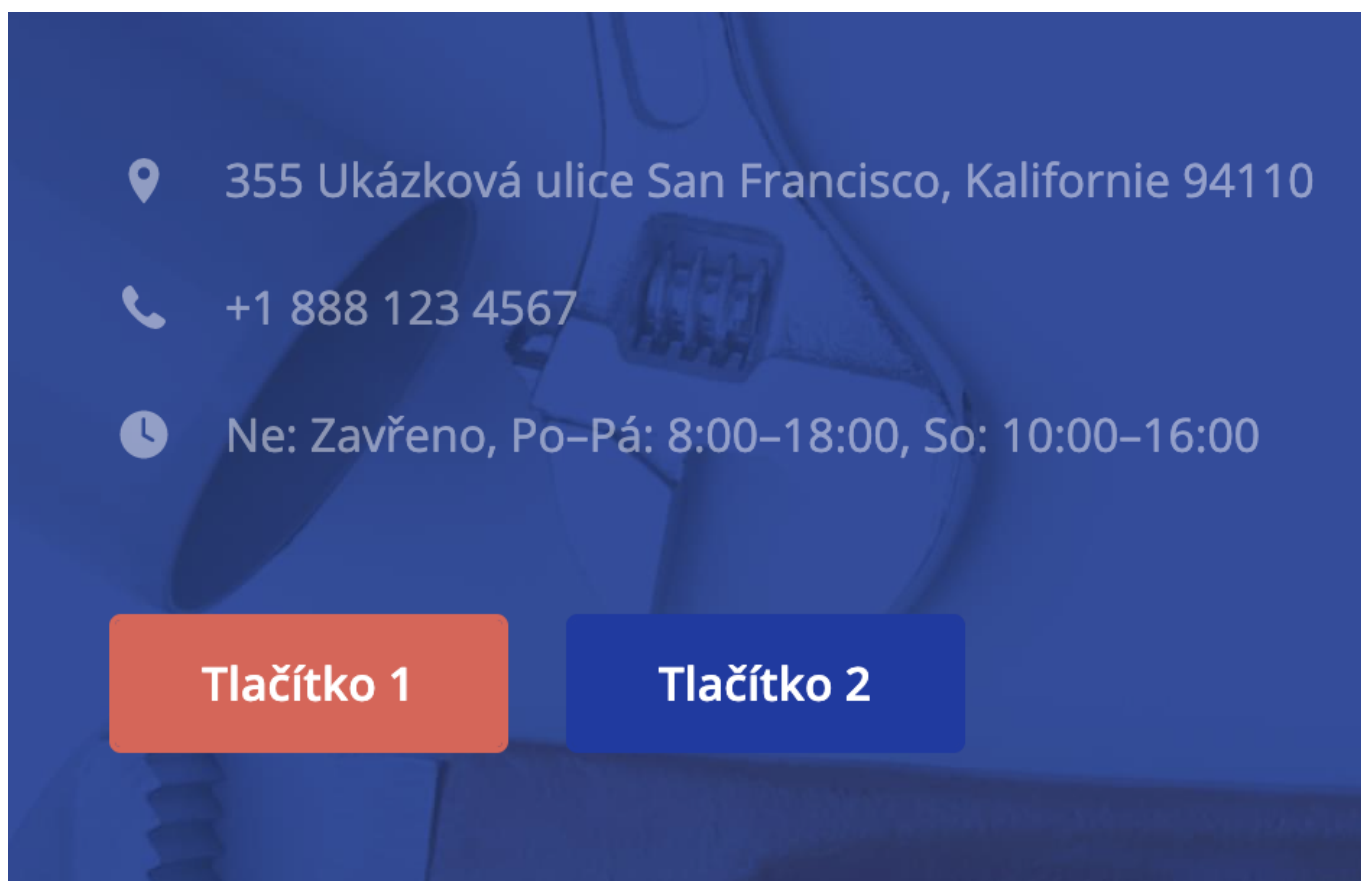 355 Ukázková ulice San Francisco, Kalifornie 94110
+1 888 123 4567
Ne: Zavřeno, Po–Pá: 8:00–18:00, So: 10:00–16:00
Tlačítko 1
Tlačítko 2